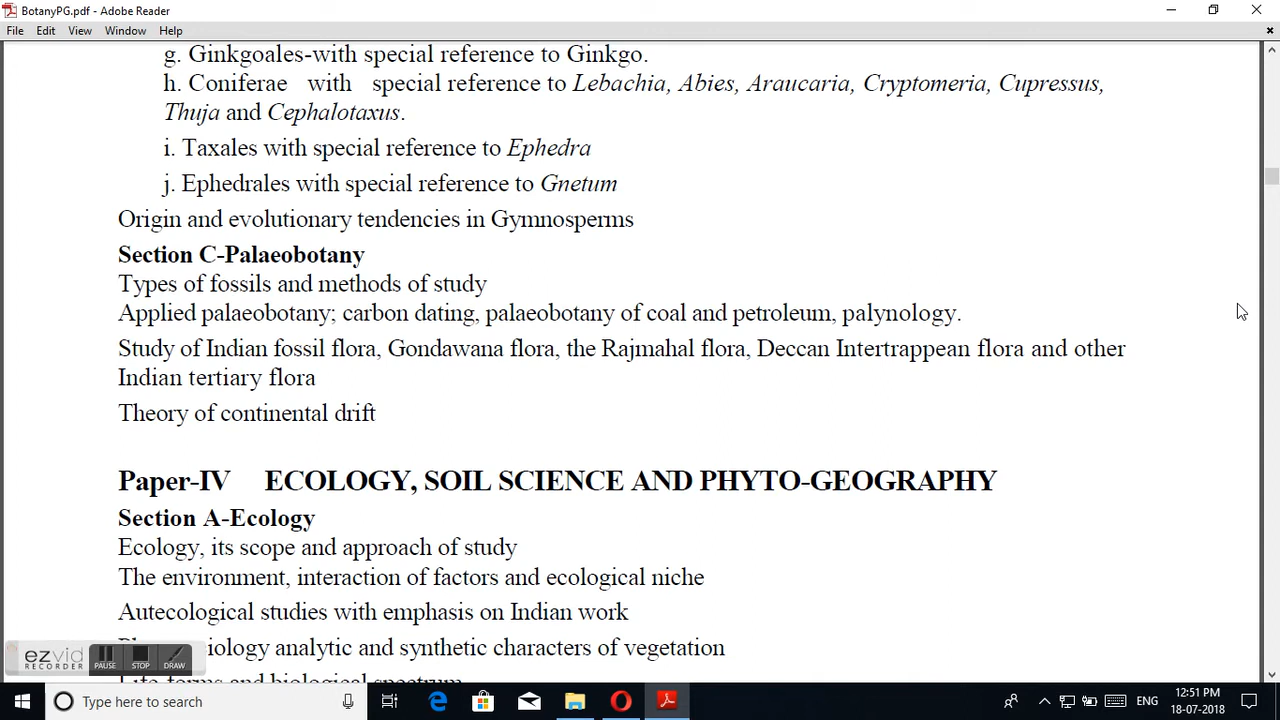 BotanyPG.pdf - Adobe Reader
File Edit View Window Help
g. Ginkgoales-with special reference to Ginkgo.
h. Coniferae with special reference to Lebachia, Abies, Araucaria, Cryptomeria, Cupressus,
Thuja and Cephalotaxus.
i. Taxales with special reference to Ephedra
j. Ephedrales with special reference to Gnetum
Origin and evolutionary tendencies in Gymnosperms
Section C-Palaeobotany
Types of fossils and methods of study
Applied palaeobotany; carbon dating, palaeobotany of coal and petroleum, palynology.
Study of Indian fossil flora, Gondawana flora, the Rajmahal flora, Deccan Intertrappean flora and other
Indian tertiary flora
Theory of continental drift
Paper-IV ECOLOGY, SOIL SCIENCE AND PHYTO-GEOGRAPHY
Section A-Ecology
Ecology, its scope and approach of study
The environment, interaction of factors and ecological niche
Autecological studies with emphasis on Indian work
analytic and synthetic characters of vegetation
Life-forms and biological spectrum
ezvid
RECORDER
PAUSE STOP DRAW
Type here to search
ENG
12:51 PM
18-07-2018